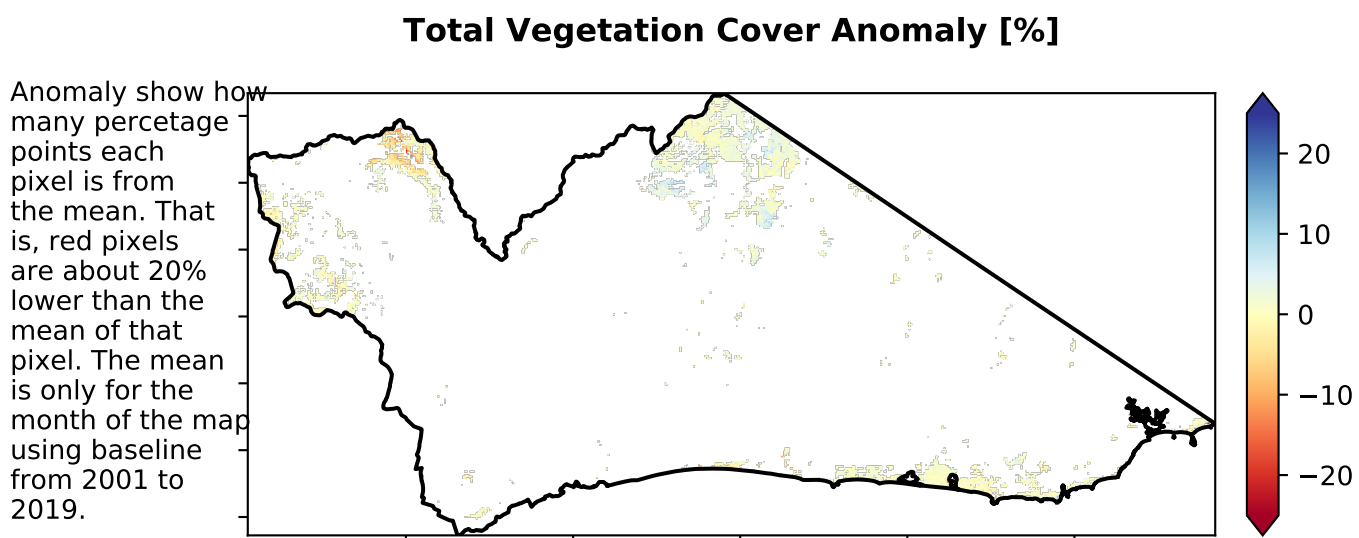 Total Vegetation Cover Anomaly [%]
Anomaly show how
many percetage
points each
pixel is from
the mean. That
is, red pixels
are about 20%
lower than the
mean of that
pixel. The mean
is only for the
month of the map
using baseline
from 2001 to
2019.
20
10
0
−10
−20